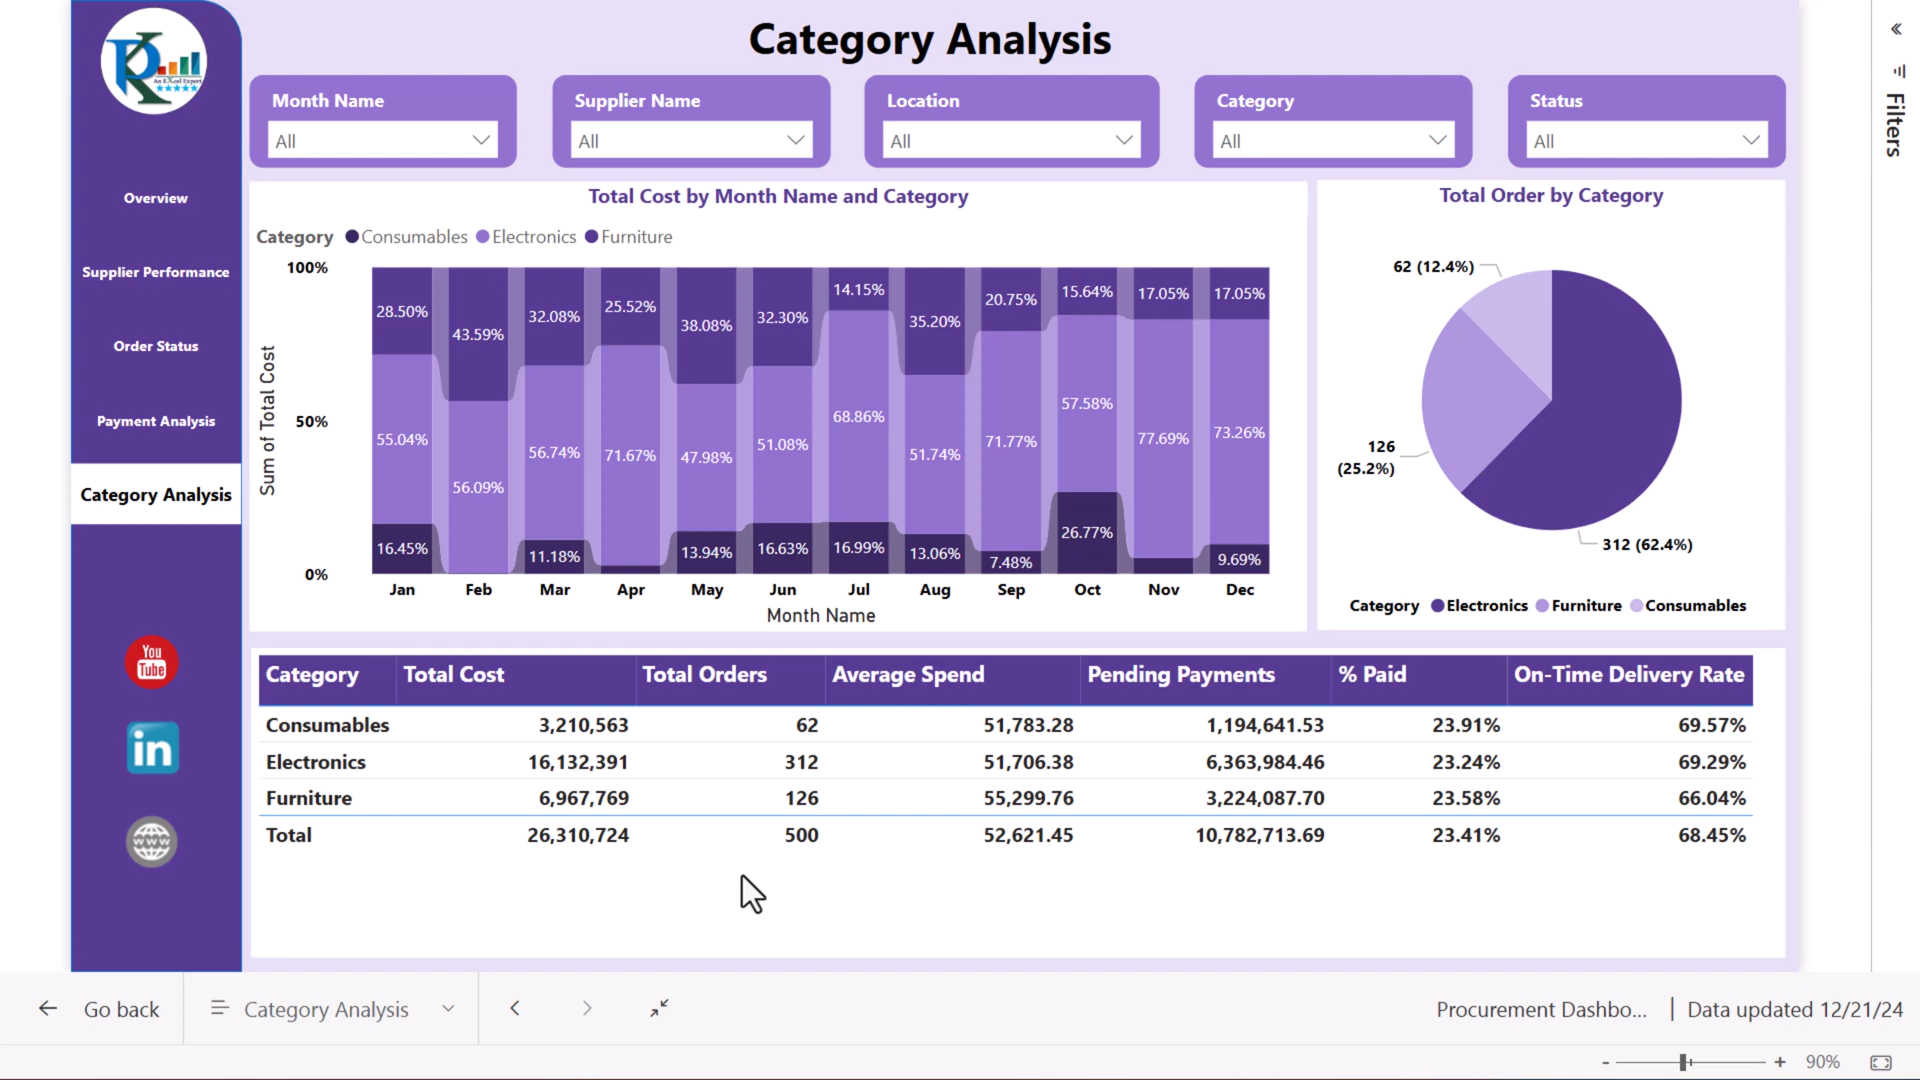 Category Analysis
An EXcel Expert
Month Name
All
Supplier Name
All
Location
All
Category
All
Status
All
Filters
Overview
Supplier Performance
Order Status
Payment Analysis
Category Analysis
You
Tube
in
www
Total Cost by Month Name and Category
Category Consumables Electronics Furniture
Sum of Total Cost
100%
50%
0%
28.50% 43.59% 32.08% 25.52% 38.08% 32.30% 14.15% 35.20% 20.75% 15.64% 17.05% 17.05%
55.04% 56.09% 56.74% 71.67% 47.98% 51.08% 68.86% 51.74% 71.77% 57.58% 77.69% 73.26%
16.45% 11.18% 13.94% 16.63% 16.99% 13.06% 7.48% 26.77% 9.69%
Jan Feb Mar Apr May Jun Jul Aug Sep Oct Nov Dec
Month Name
Total Order by Category
62 (12.4%)
126
(25.2%)
312 (62.4%)
Category Electronics Furniture Consumables
Category Total Cost Total Orders Average Spend Pending Payments % Paid On-Time Delivery Rate
Consumables 3,210,563 62 51,783.28 1,194,641.53 23.91% 69.57%
Electronics 16,132,391 312 51,706.38 6,363,984.46 23.24% 69.29%
Furniture 6,967,769 126 55,299.76 3,224,087.70 23.58% 66.04%
Total 26,310,724 500 52,621.45 10,782,713.69 23.41% 68.45%
Go back
Category Analysis
Procurement Dashbo... | Data updated 12/21/24
- + 90%